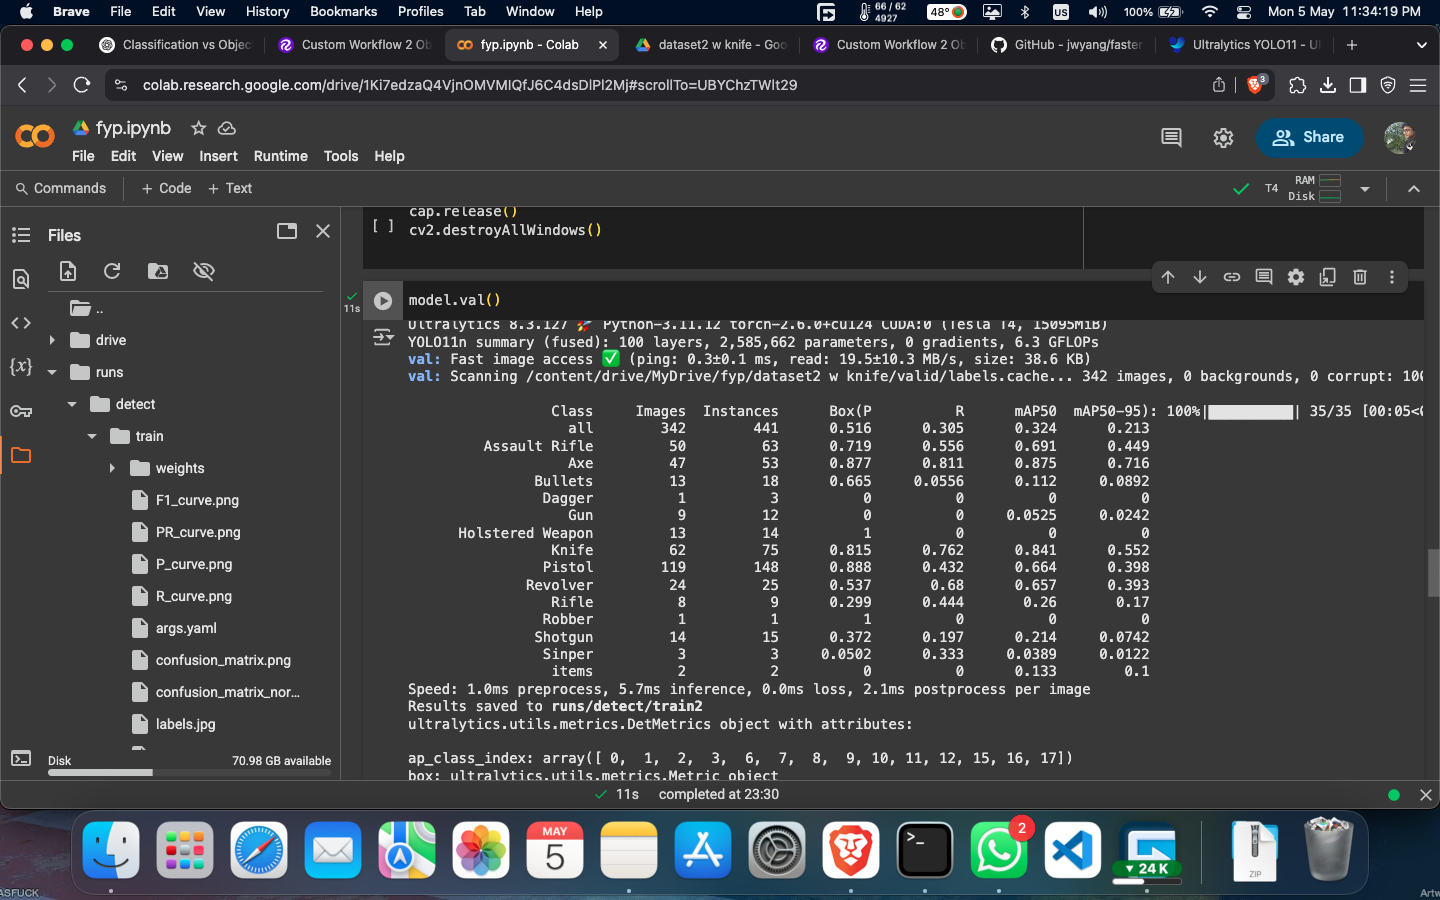 Brave File Edit View History Bookmarks Profiles Tab Window Help 66 / 62 4927 48° US 100% Mon 5 May 11:34:19 PM
Classification vs Objec Custom Workflow 2 Ob fyp.ipynb - Colab dataset2 w knife - Goo Custom Workflow 2 Ob GitHub - jwyang/faster Ultralytics YOLO11 - Ul
colab.research.google.com/drive/1Ki7edzaQ4VjnOMVMIQfJ6C4dsDlPl2Mj#scrollTo=UBYChzTWlt29 3
fyp.ipynb
File Edit View Insert Runtime Tools Help
Share
Commands + Code + Text T4 RAM Disk
Files
..
drive
runs
detect
train
weights
F1_curve.png
PR_curve.png
P_curve.png
R_curve.png
args.yaml
confusion_matrix.png
confusion_matrix_nor...
labels.jpg
Disk 70.98 GB available
cap.release()
[ ] cv2.destroyAllWindows()
11s model.val()
Ultralytics 8.3.127 🚀 Python-3.11.12 torch-2.6.0+cu124 CUDA:0 (Tesla T4, 15095MiB)
YOLO11n summary (fused): 100 layers, 2,585,662 parameters, 0 gradients, 6.3 GFLOPs
val: Fast image access ✅ (ping: 0.3±0.1 ms, read: 19.5±10.3 MB/s, size: 38.6 KB)
val: Scanning /content/drive/MyDrive/fyp/dataset2 w knife/valid/labels.cache... 342 images, 0 backgrounds, 0 corrupt: 100
Class Images Instances Box(P R mAP50 mAP50-95): 100%|██████████| 35/35 [00:05<0
all 342 441 0.516 0.305 0.324 0.213
Assault Rifle 50 63 0.719 0.556 0.691 0.449
Axe 47 53 0.877 0.811 0.875 0.716
Bullets 13 18 0.665 0.0556 0.112 0.0892
Dagger 1 3 0 0 0 0
Gun 9 12 0 0 0.0525 0.0242
Holstered Weapon 13 14 1 0 0 0
Knife 62 75 0.815 0.762 0.841 0.552
Pistol 119 148 0.888 0.432 0.664 0.398
Revolver 24 25 0.537 0.68 0.657 0.393
Rifle 8 9 0.299 0.444 0.26 0.17
Robber 1 1 1 0 0 0
Shotgun 14 15 0.372 0.197 0.214 0.0742
Sinper 3 3 0.0502 0.333 0.0389 0.0122
items 2 2 0 0 0.133 0.1
Speed: 1.0ms preprocess, 5.7ms inference, 0.0ms loss, 2.1ms postprocess per image
Results saved to runs/detect/train2
ultralytics.utils.metrics.DetMetrics object with attributes:
ap_class_index: array([ 0, 1, 2, 3, 6, 7, 8, 9, 10, 11, 12, 15, 16, 17])
box: ultralytics.utils.metrics.Metric object
11s completed at 23:30
MAY 5
>_
2
24 K
ZIP
ASFUCK
Artw